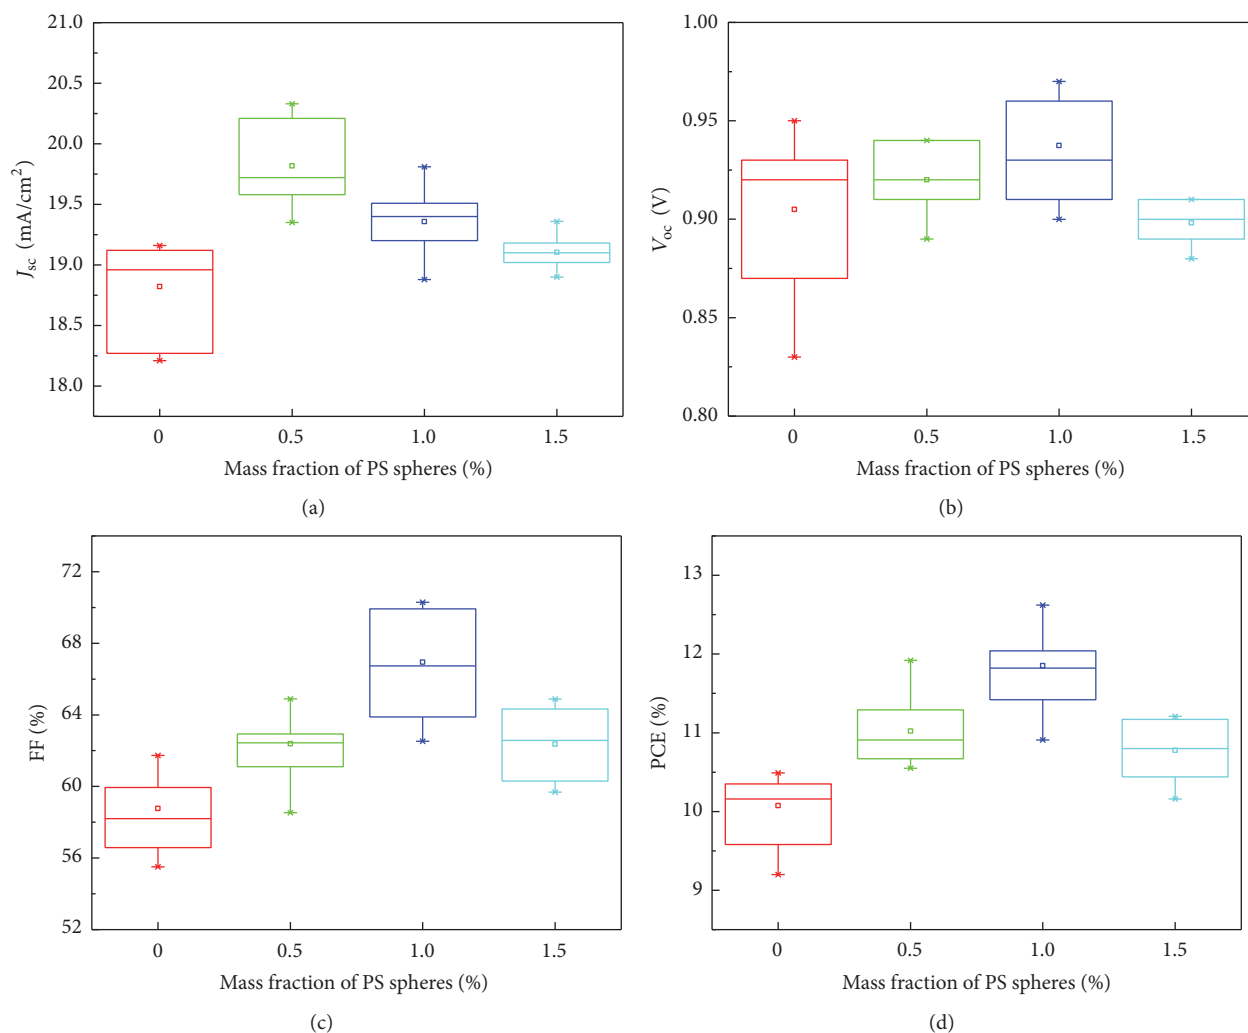 21.0
20.5
20.0
19.5
19.0
18.5
18.0
J_sc (mA/cm²)
0 0.5 1.0 1.5
Mass fraction of PS spheres (%)
(a)
1.00
0.95
0.90
0.85
0.80
V_oc (V)
0 0.5 1.0 1.5
Mass fraction of PS spheres (%)
(b)
72
68
64
60
56
52
FF (%)
0 0.5 1.0 1.5
Mass fraction of PS spheres (%)
(c)
13
12
11
10
9
PCE (%)
0 0.5 1.0 1.5
Mass fraction of PS spheres (%)
(d)